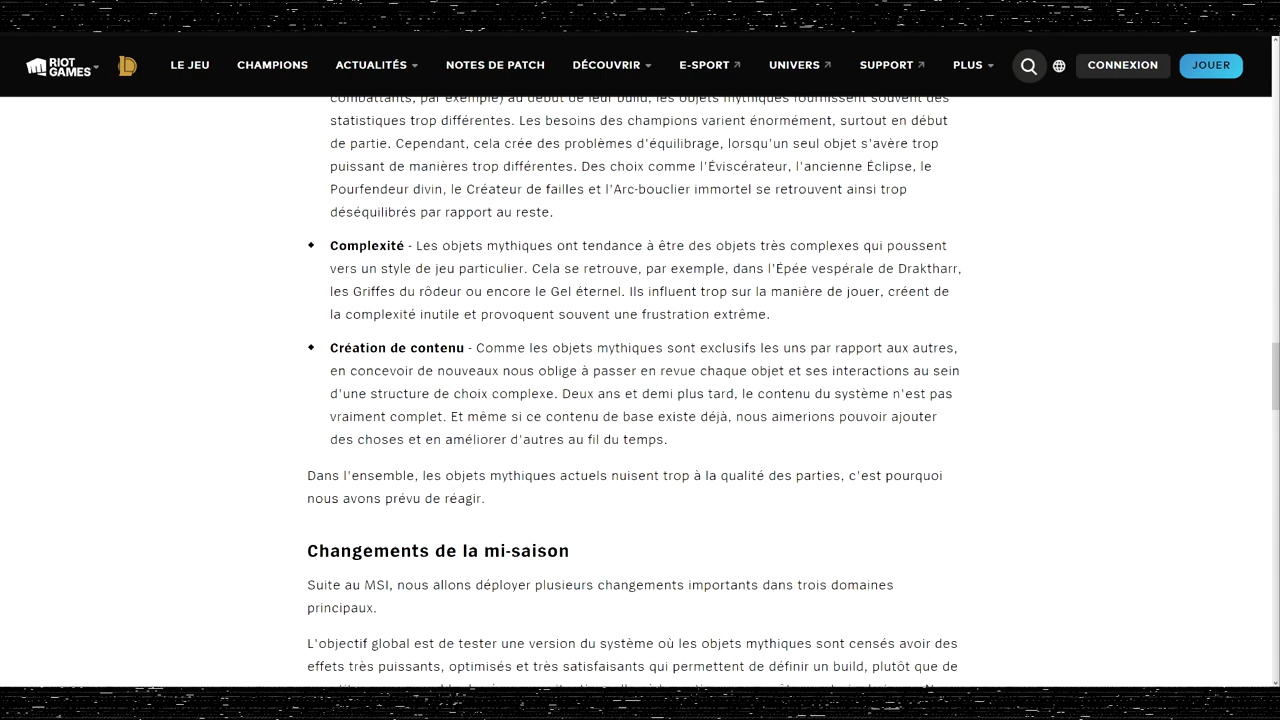 RIOT GAMES
LE JEU CHAMPIONS ACTUALITÉS NOTES DE PATCH DÉCOUVRIR E-SPORT UNIVERS SUPPORT PLUS CONNEXION JOUER
combattants, par exemple) au début de leur build, les objets mythiques fournissent souvent des
statistiques trop différentes. Les besoins des champions varient énormément, surtout en début
de partie. Cependant, cela crée des problèmes d'équilibrage, lorsqu'un seul objet s'avère trop
puissant de manières trop différentes. Des choix comme l'Éviscérateur, l'ancienne Éclipse, le
Pourfendeur divin, le Créateur de failles et l'Arc-bouclier immortel se retrouvent ainsi trop
déséquilibrés par rapport au reste.
Complexité - Les objets mythiques ont tendance à être des objets très complexes qui poussent
vers un style de jeu particulier. Cela se retrouve, par exemple, dans l'Épée vespérale de Draktharr,
les Griffes du rôdeur ou encore le Gel éternel. Ils influent trop sur la manière de jouer, créent de
la complexité inutile et provoquent souvent une frustration extrême.
Création de contenu - Comme les objets mythiques sont exclusifs les uns par rapport aux autres,
en concevoir de nouveaux nous oblige à passer en revue chaque objet et ses interactions au sein
d'une structure de choix complexe. Deux ans et demi plus tard, le contenu du système n'est pas
vraiment complet. Et même si ce contenu de base existe déjà, nous aimerions pouvoir ajouter
des choses et en améliorer d'autres au fil du temps.
Dans l'ensemble, les objets mythiques actuels nuisent trop à la qualité des parties, c'est pourquoi
nous avons prévu de réagir.
Changements de la mi-saison
Suite au MSI, nous allons déployer plusieurs changements importants dans trois domaines
principaux.
L'objectif global est de tester une version du système où les objets mythiques sont censés avoir des
effets très puissants, optimisés et très satisfaisants qui permettent de définir un build, plutôt que de